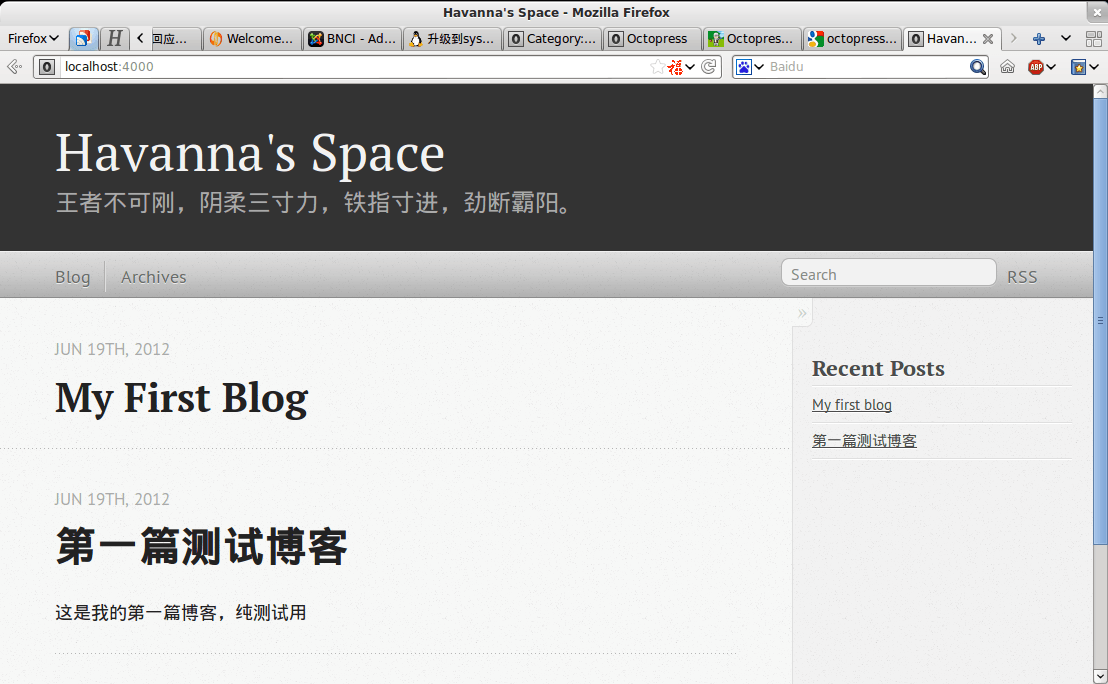 Havanna's Space - Mozilla Firefox
Firefox
回应...
Welcome...
BNCI - Ad...
升级到sys...
Category:...
Octopress
Octopres...
octopress...
Havan...
localhost:4000
福
ABP
Baidu
Havanna's Space
王者不可刚，阴柔三寸力，铁指寸进，劲断霸阳。
Blog
Archives
Search
RSS
»
JUN 19TH, 2012
My First Blog
JUN 19TH, 2012
第一篇测试博客
这是我的第一篇博客，纯测试用
Recent Posts
My first blog
第一篇测试博客